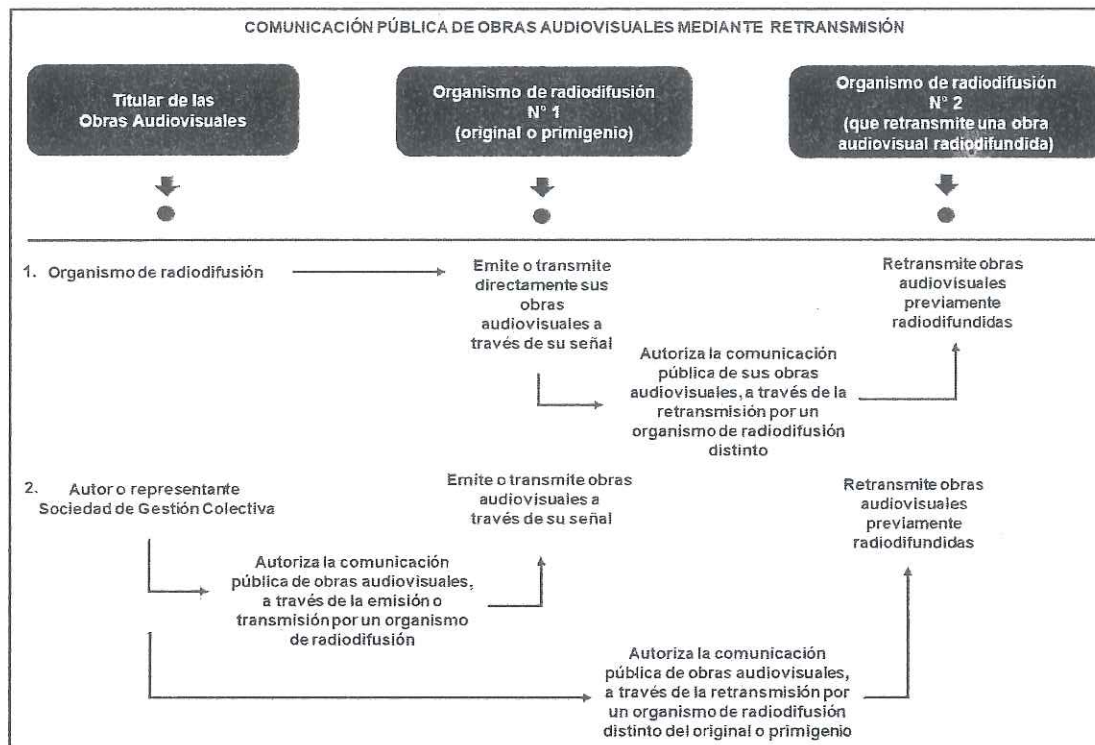 COMUNICACIÓN PÚBLICA DE OBRAS AUDIOVISUALES MEDIANTE RETRANSMISIÓN
Titular de las
Obras Audiovisuales
Organismo de radiodifusión
N° 1
(original o primigenio)
Organismo de radiodifusión
N° 2
(que retransmite una obra
audiovisual radiodifundida)
1. Organismo de radiodifusión
Emite o transmite
directamente sus
obras
audiovisuales a
través de su señal
Retransmite obras
audiovisuales
previamente
radiodifundidas
Autoriza la comunicación
pública de sus obras
audiovisuales, a través de la
retransmisión por un
organismo de radiodifusión
distinto
2. Autor o representante
Sociedad de Gestión Colectiva
Emite o transmite obras
audiovisuales a
través de su señal
Retransmite obras
audiovisuales
previamente
radiodifundidas
Autoriza la comunicación
pública de obras audiovisuales,
a través de la emisión o
transmisión por un organismo
de radiodifusión
Autoriza la comunicación
pública de obras audiovisuales,
a través de la retransmisión por
un organismo de radiodifusión
distinto del original o primigenio